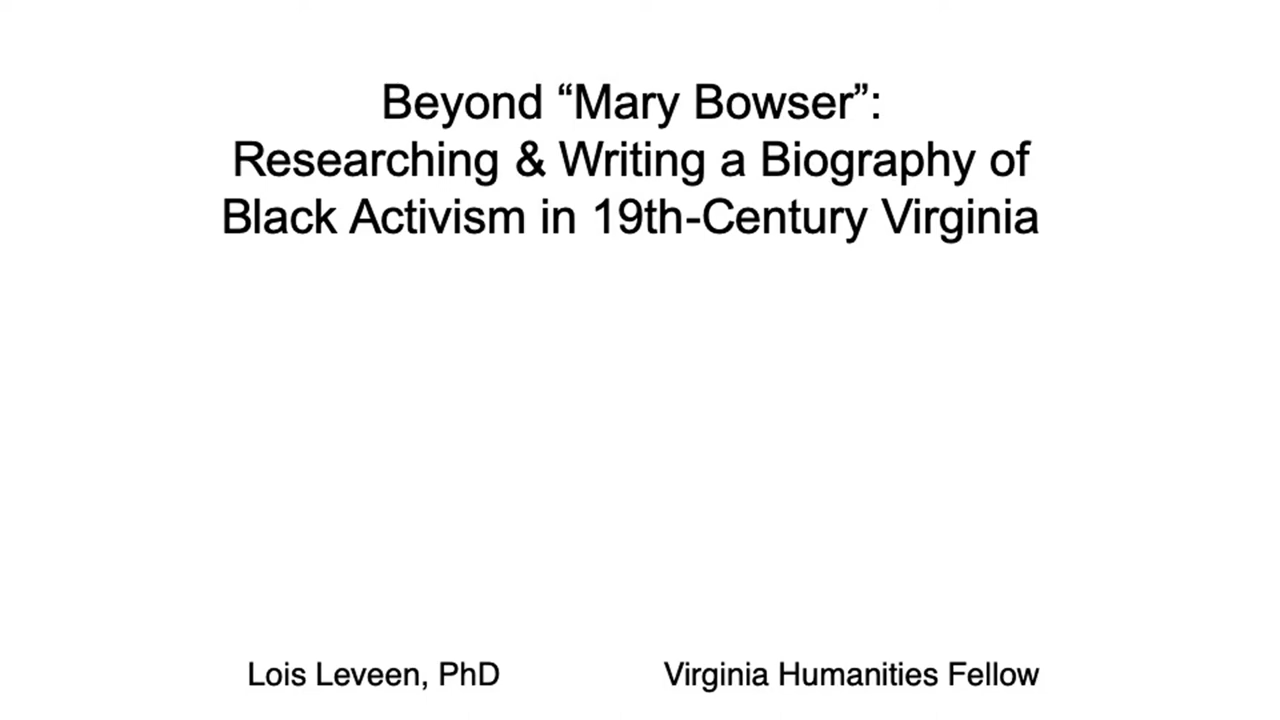 Beyond “Mary Bowser”:
Researching & Writing a Biography of
Black Activism in 19th-Century Virginia
Lois Leveen, PhD
Virginia Humanities Fellow